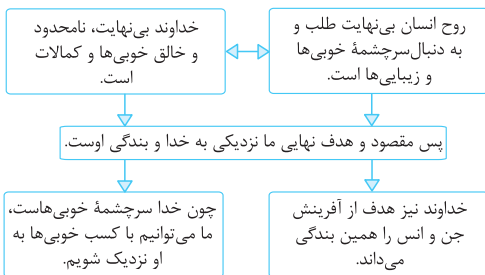 روح انسان بی‌نهایت طلب و
به دنبال‌سرچشمهٔ خوبی‌ها
و زیبایی‌ها است.
خداوند بی‌نهایت، نامحدود
و خالق خوبی‌ها و کمالات
است.
پس مقصود و هدف نهایی ما نزدیکی به خدا و بندگی اوست.
خداوند نیز هدف از آفرینش
جن و انس را همین بندگی
می‌داند.
چون خدا سرچشمهٔ خوبی‌هاست،
ما می‌توانیم با کسب خوبی‌ها به
او نزدیک شویم.